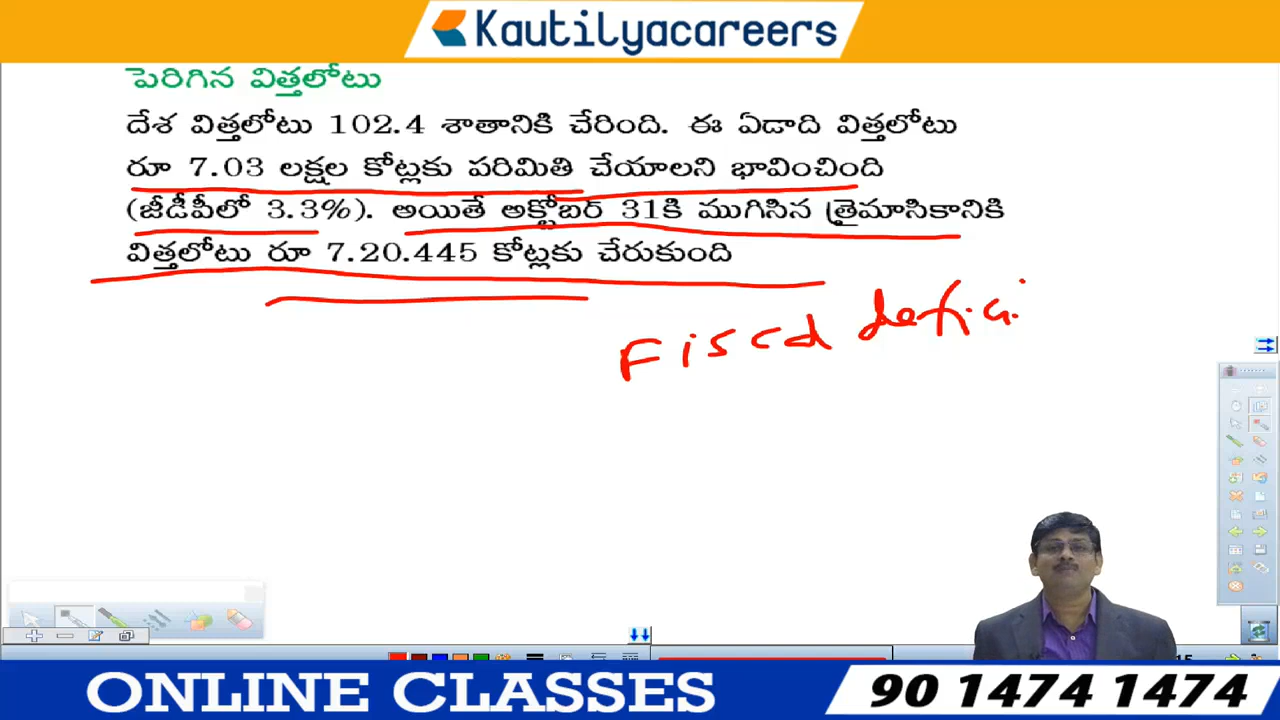 Kautilyacareers
పెరిగిన విత్తలోటు
దేశ విత్తలోటు 102.4 శాతానికి చేరింది. ఈ ఏడాది విత్తలోటు
రూ 7.03 లక్షల కోట్లకు పరిమితి చేయాలని భావించింది
(జీడీపీలో 3.3%). అయితే అక్టోబర్ 31కి ముగిసిన త్రైమాసికానికి
విత్తలోటు రూ 7.20.445 కోట్లకు చేరుకుంది
Fiscal defici
15
ONLINE CLASSES
90 1474 1474